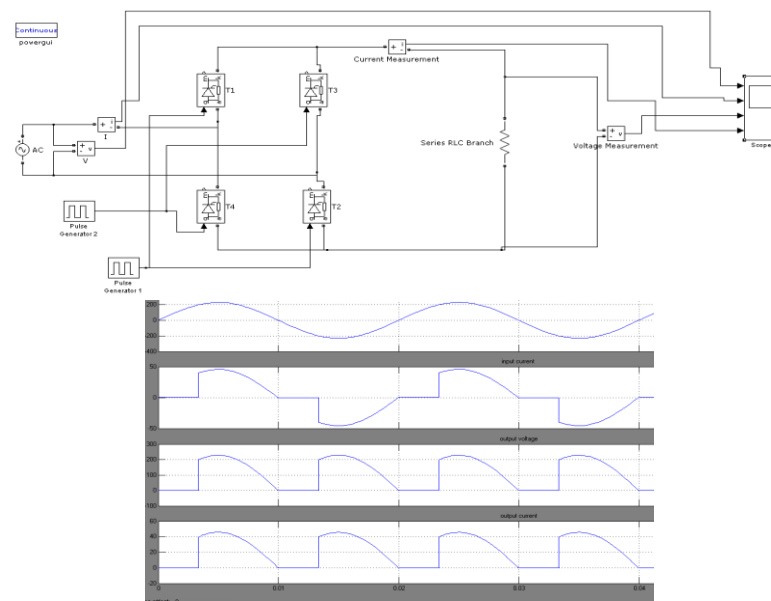 Continuous
powergui
Current Measurement
T1
T3
I
AC
V
Series RLC Branch
Voltage Measurement
Scope
T4
T2
Pulse
Generator 2
Pulse
Generator 1
200
0
-200
-400
input current
50
0
-50
output voltage
300
200
100
0
-100
output current
60
40
20
0
-20
0
0.01
0.02
0.03
0.04